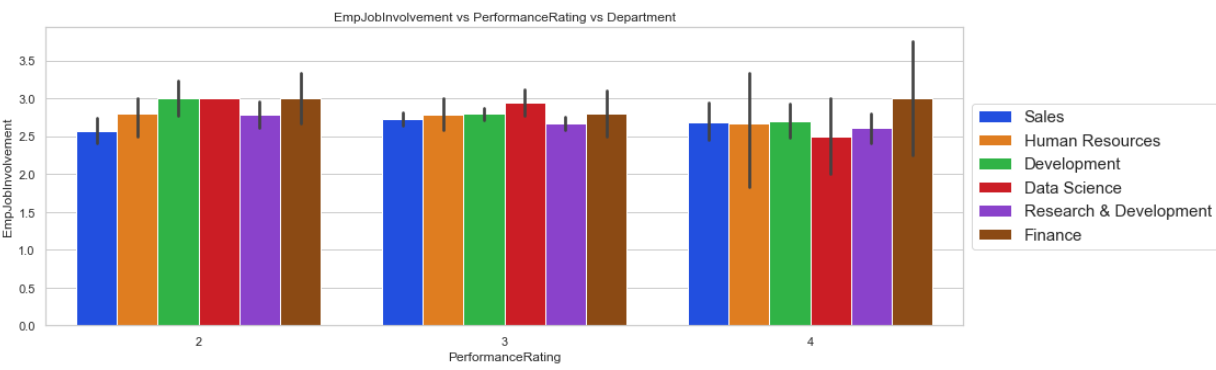 EmpJobInvolvement vs PerformanceRating vs Department
EmpJobInvolvement
3.5
3.0
2.5
2.0
1.5
1.0
0.5
0.0
2
3
4
PerformanceRating
Sales
Human Resources
Development
Data Science
Research & Development
Finance